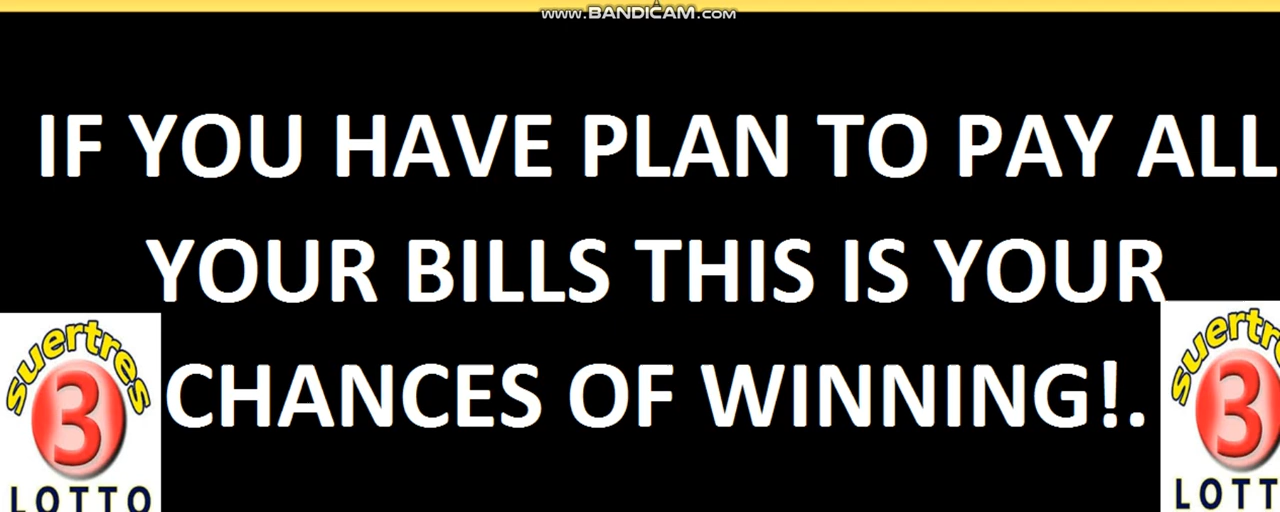 www.BANDICAM.com
IF YOU HAVE PLAN TO PAY ALL
YOUR BILLS THIS IS YOUR
CHANCES OF WINNING!.
suertres
3
LOTTO
suertre
3
LOTT